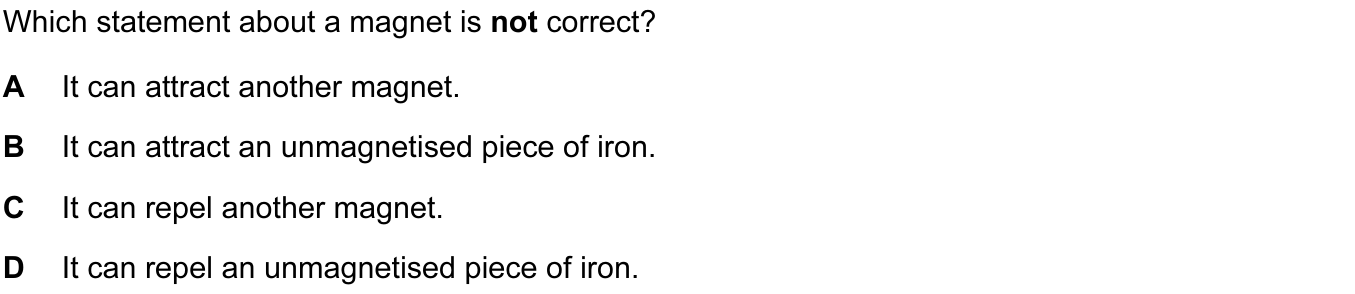 Which statement about a magnet is not correct?
A It can attract another magnet.
B It can attract an unmagnetised piece of iron.
C It can repel another magnet.
D It can repel an unmagnetised piece of iron.